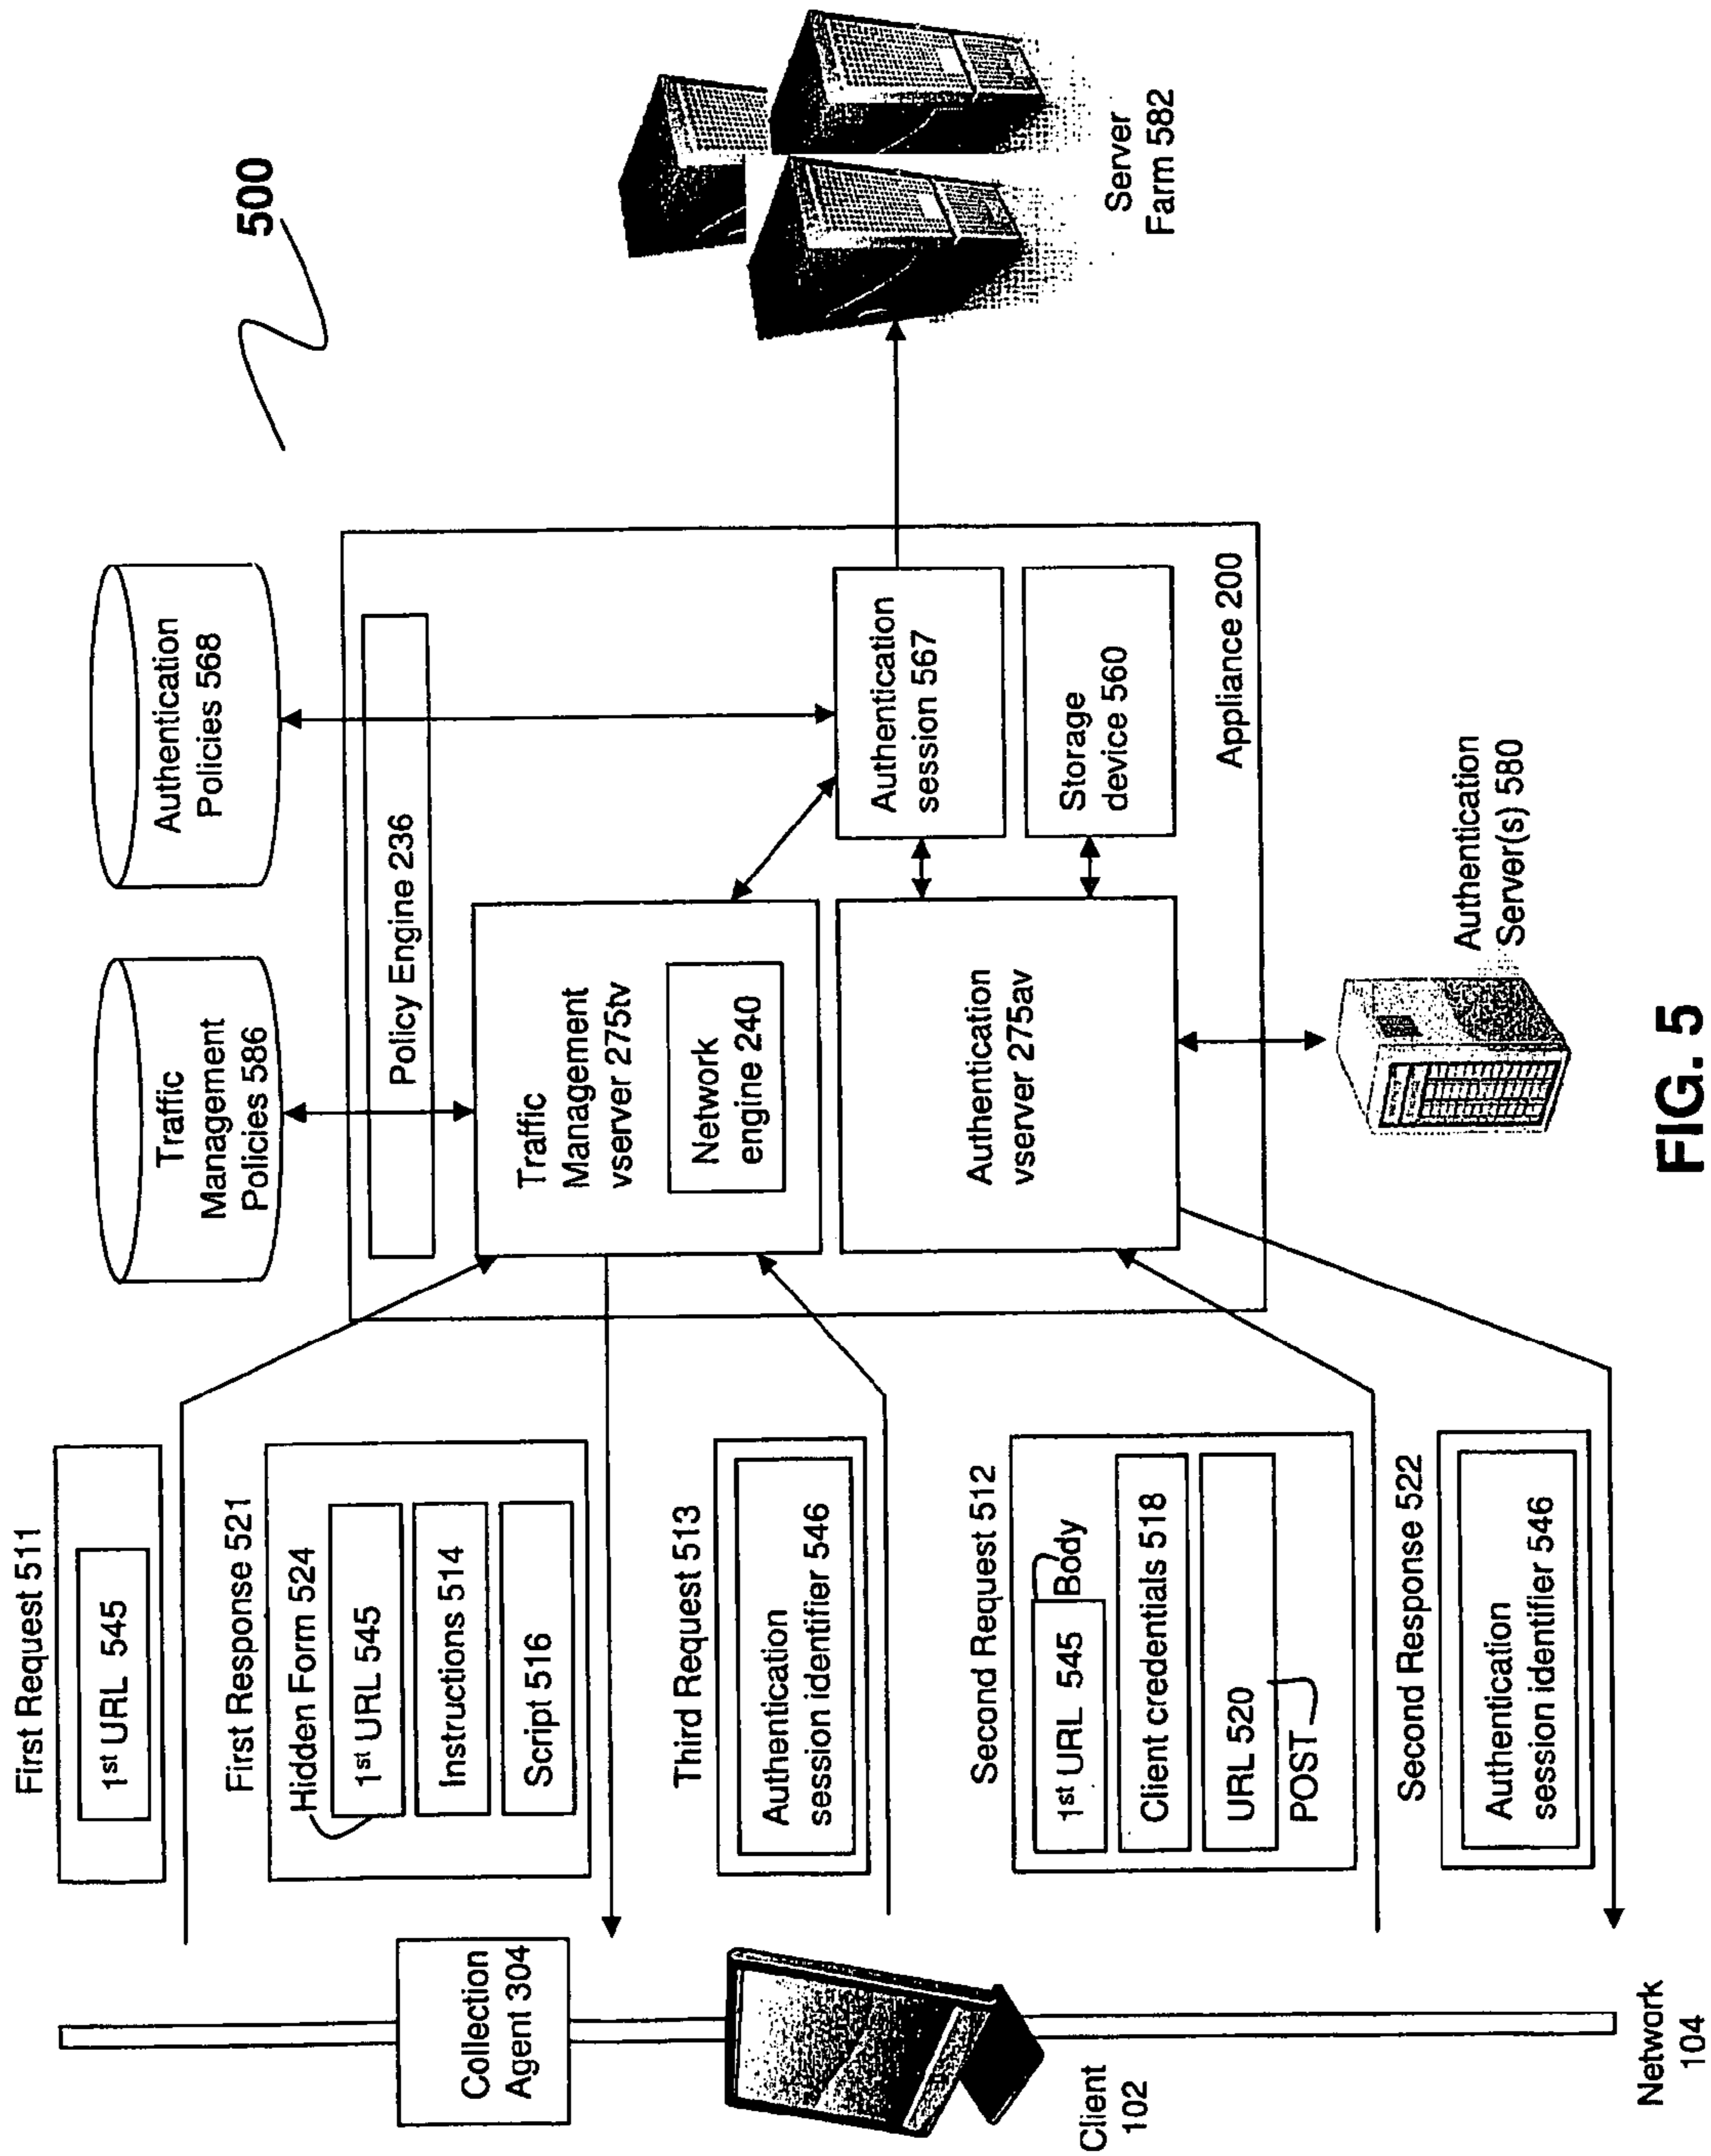 500
Traffic
Management
Policies 586
Authentication
Policies 568
First Request 511
1st URL 545
First Response 521
Hidden Form 524
1st URL 545
Instructions 514
Script 516
Third Request 513
Authentication
session identifier 546
Second Request 512
1st URL 545
Body
Client credentials 518
URL 520
POST
Second Response 522
Authentication
session identifier 546
Collection
Agent 304
Client
102
Network
104
Policy Engine 236
Traffic
Management
vserver 275tv
Network
engine 240
Authentication
vserver 275av
Authentication
session 567
Storage
device 560
Appliance 200
Server
Farm 582
Authentication
Server(s) 580
FIG. 5